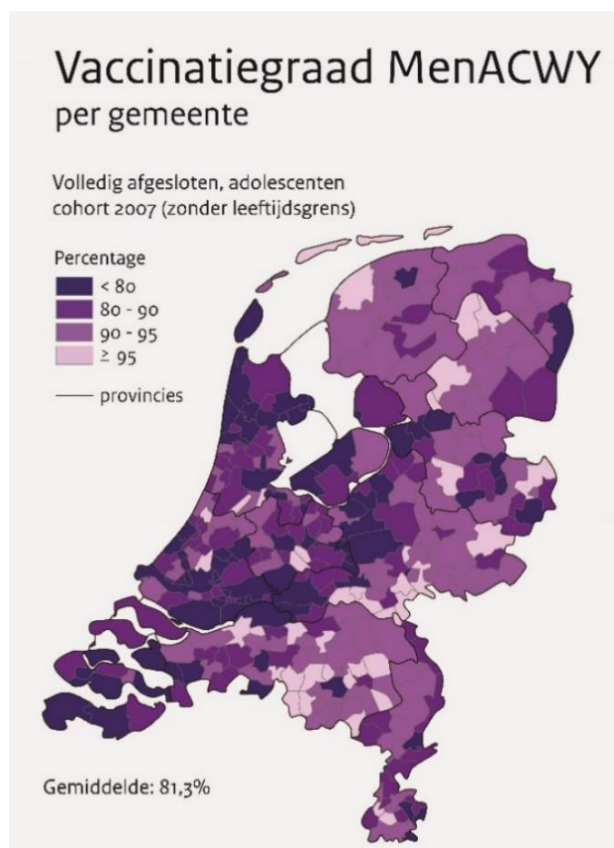 Vaccinatiegraad MenACWY
per gemeente
Volledig afgesloten, adolescenten
cohort 2007 (zonder leeftijdsgrens)
Percentage
< 80
80 - 90
90 - 95
≥ 95
provincies
Gemiddelde: 81,3%